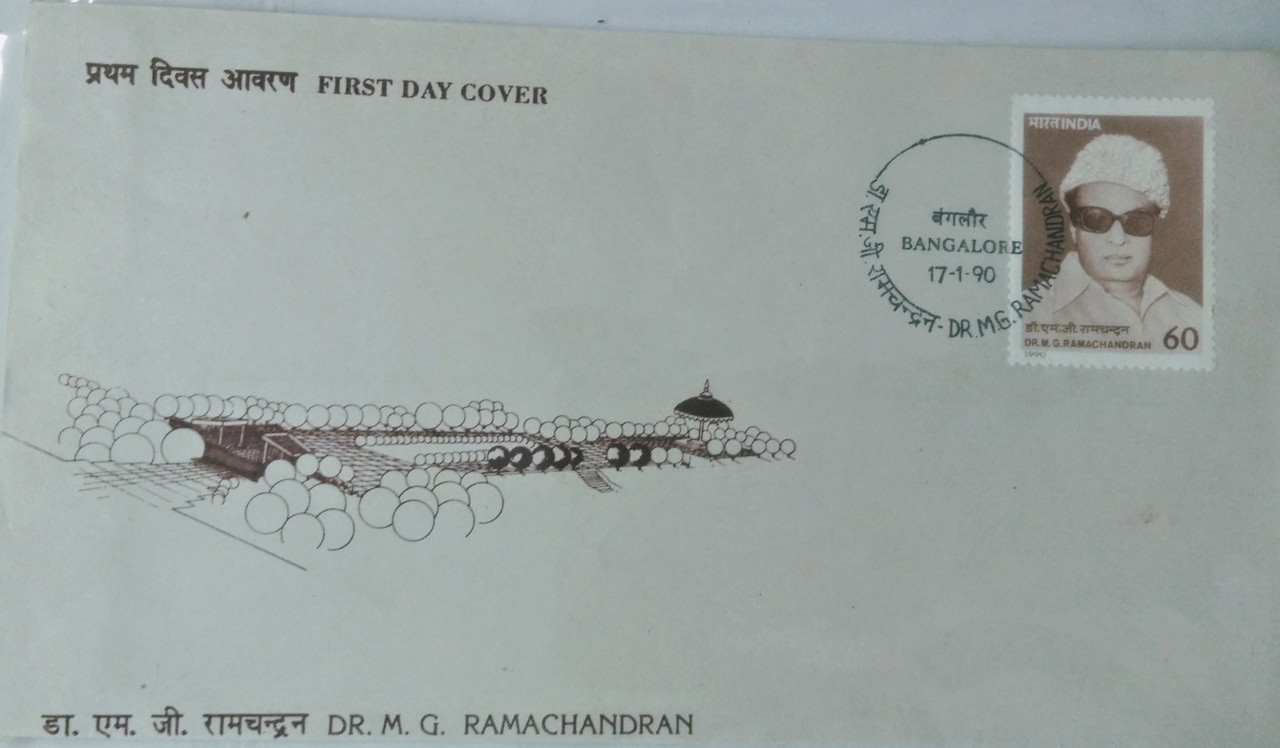 प्रथम दिवस आवरण FIRST DAY COVER
भारत INDIA
डॉ. एम. जी. रामचन्द्रन
DR. M. G. RAMACHANDRAN 60
1990
बंगलौर
BANGALORE
17-1-90
डा. एम. जी. रामचन्द्रन - DR. M.G. RAMACHANDRAN
डा. एम. जी. रामचन्द्रन DR. M. G. RAMACHANDRAN